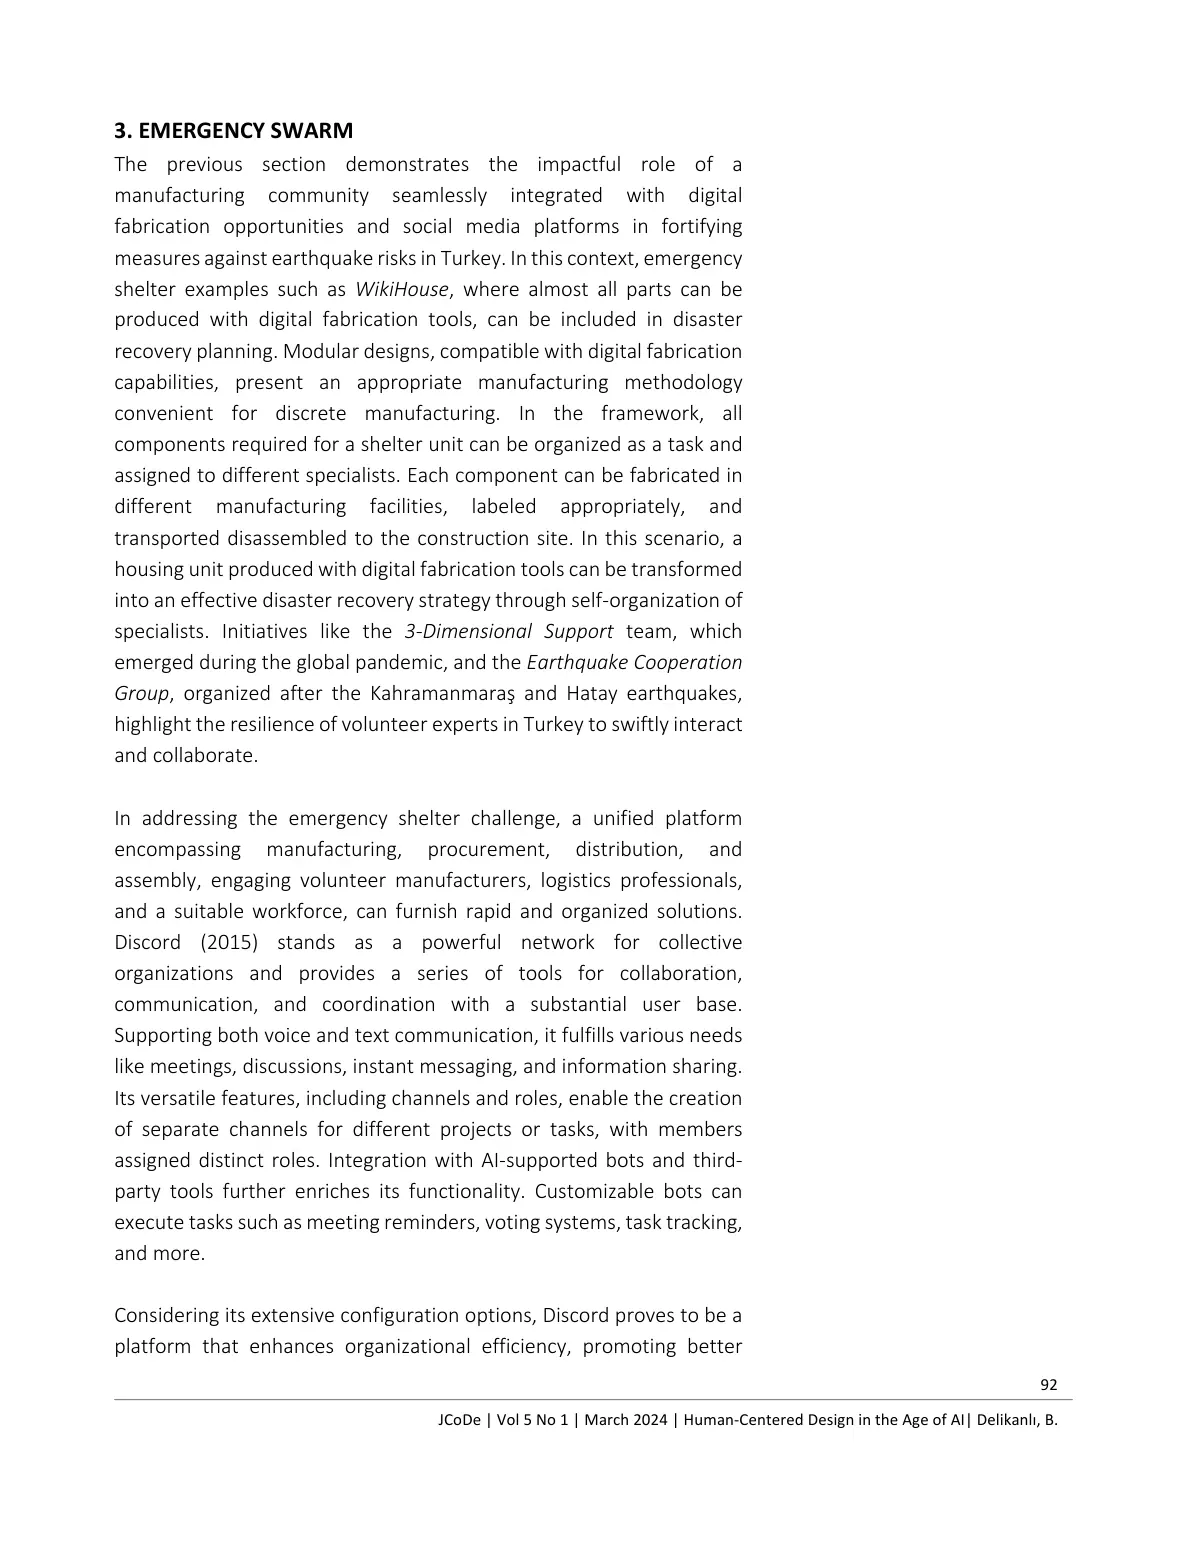 3. EMERGENCY SWARM
The previous section demonstrates the impactful role of a
manufacturing community seamlessly integrated with digital
fabrication opportunities and social media platforms in fortifying
measures against earthquake risks in Turkey. In this context, emergency
shelter examples such as WikiHouse, where almost all parts can be
produced with digital fabrication tools, can be included in disaster
recovery planning. Modular designs, compatible with digital fabrication
capabilities, present an appropriate manufacturing methodology
convenient for discrete manufacturing. In the framework, all
components required for a shelter unit can be organized as a task and
assigned to different specialists. Each component can be fabricated in
different manufacturing facilities, labeled appropriately, and
transported disassembled to the construction site. In this scenario, a
housing unit produced with digital fabrication tools can be transformed
into an effective disaster recovery strategy through self-organization of
specialists. Initiatives like the 3-Dimensional Support team, which
emerged during the global pandemic, and the Earthquake Cooperation
Group, organized after the Kahramanmaraş and Hatay earthquakes,
highlight the resilience of volunteer experts in Turkey to swiftly interact
and collaborate.
In addressing the emergency shelter challenge, a unified platform
encompassing manufacturing, procurement, distribution, and
assembly, engaging volunteer manufacturers, logistics professionals,
and a suitable workforce, can furnish rapid and organized solutions.
Discord (2015) stands as a powerful network for collective
organizations and provides a series of tools for collaboration,
communication, and coordination with a substantial user base.
Supporting both voice and text communication, it fulfills various needs
like meetings, discussions, instant messaging, and information sharing.
Its versatile features, including channels and roles, enable the creation
of separate channels for different projects or tasks, with members
assigned distinct roles. Integration with AI-supported bots and third-
party tools further enriches its functionality. Customizable bots can
execute tasks such as meeting reminders, voting systems, task tracking,
and more.
Considering its extensive configuration options, Discord proves to be a
platform that enhances organizational efficiency, promoting better
92
JCoDe | Vol 5 No 1 | March 2024 | Human-Centered Design in the Age of AI| Delikanlı, B.